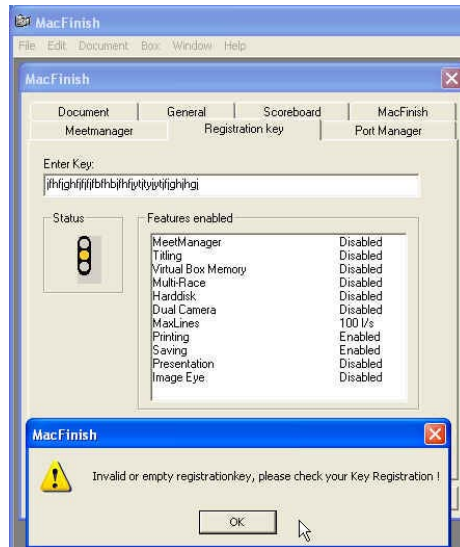 MacFinish
File Edit Document Box Window Help
MacFinish
Document General Scoreboard MacFinish
Meetmanager Registration key Port Manager
Enter Key:
Status
Features enabled
MeetManager Disabled
Titling Disabled
Virtual Box Memory Disabled
Multi-Race Disabled
Harddisk Disabled
Dual Camera Disabled
MaxLines 100 l/s
Printing Enabled
Saving Enabled
Presentation Disabled
Image Eye Disabled
MacFinish
Invalid or empty registrationkey, please check your Key Registration !
OK